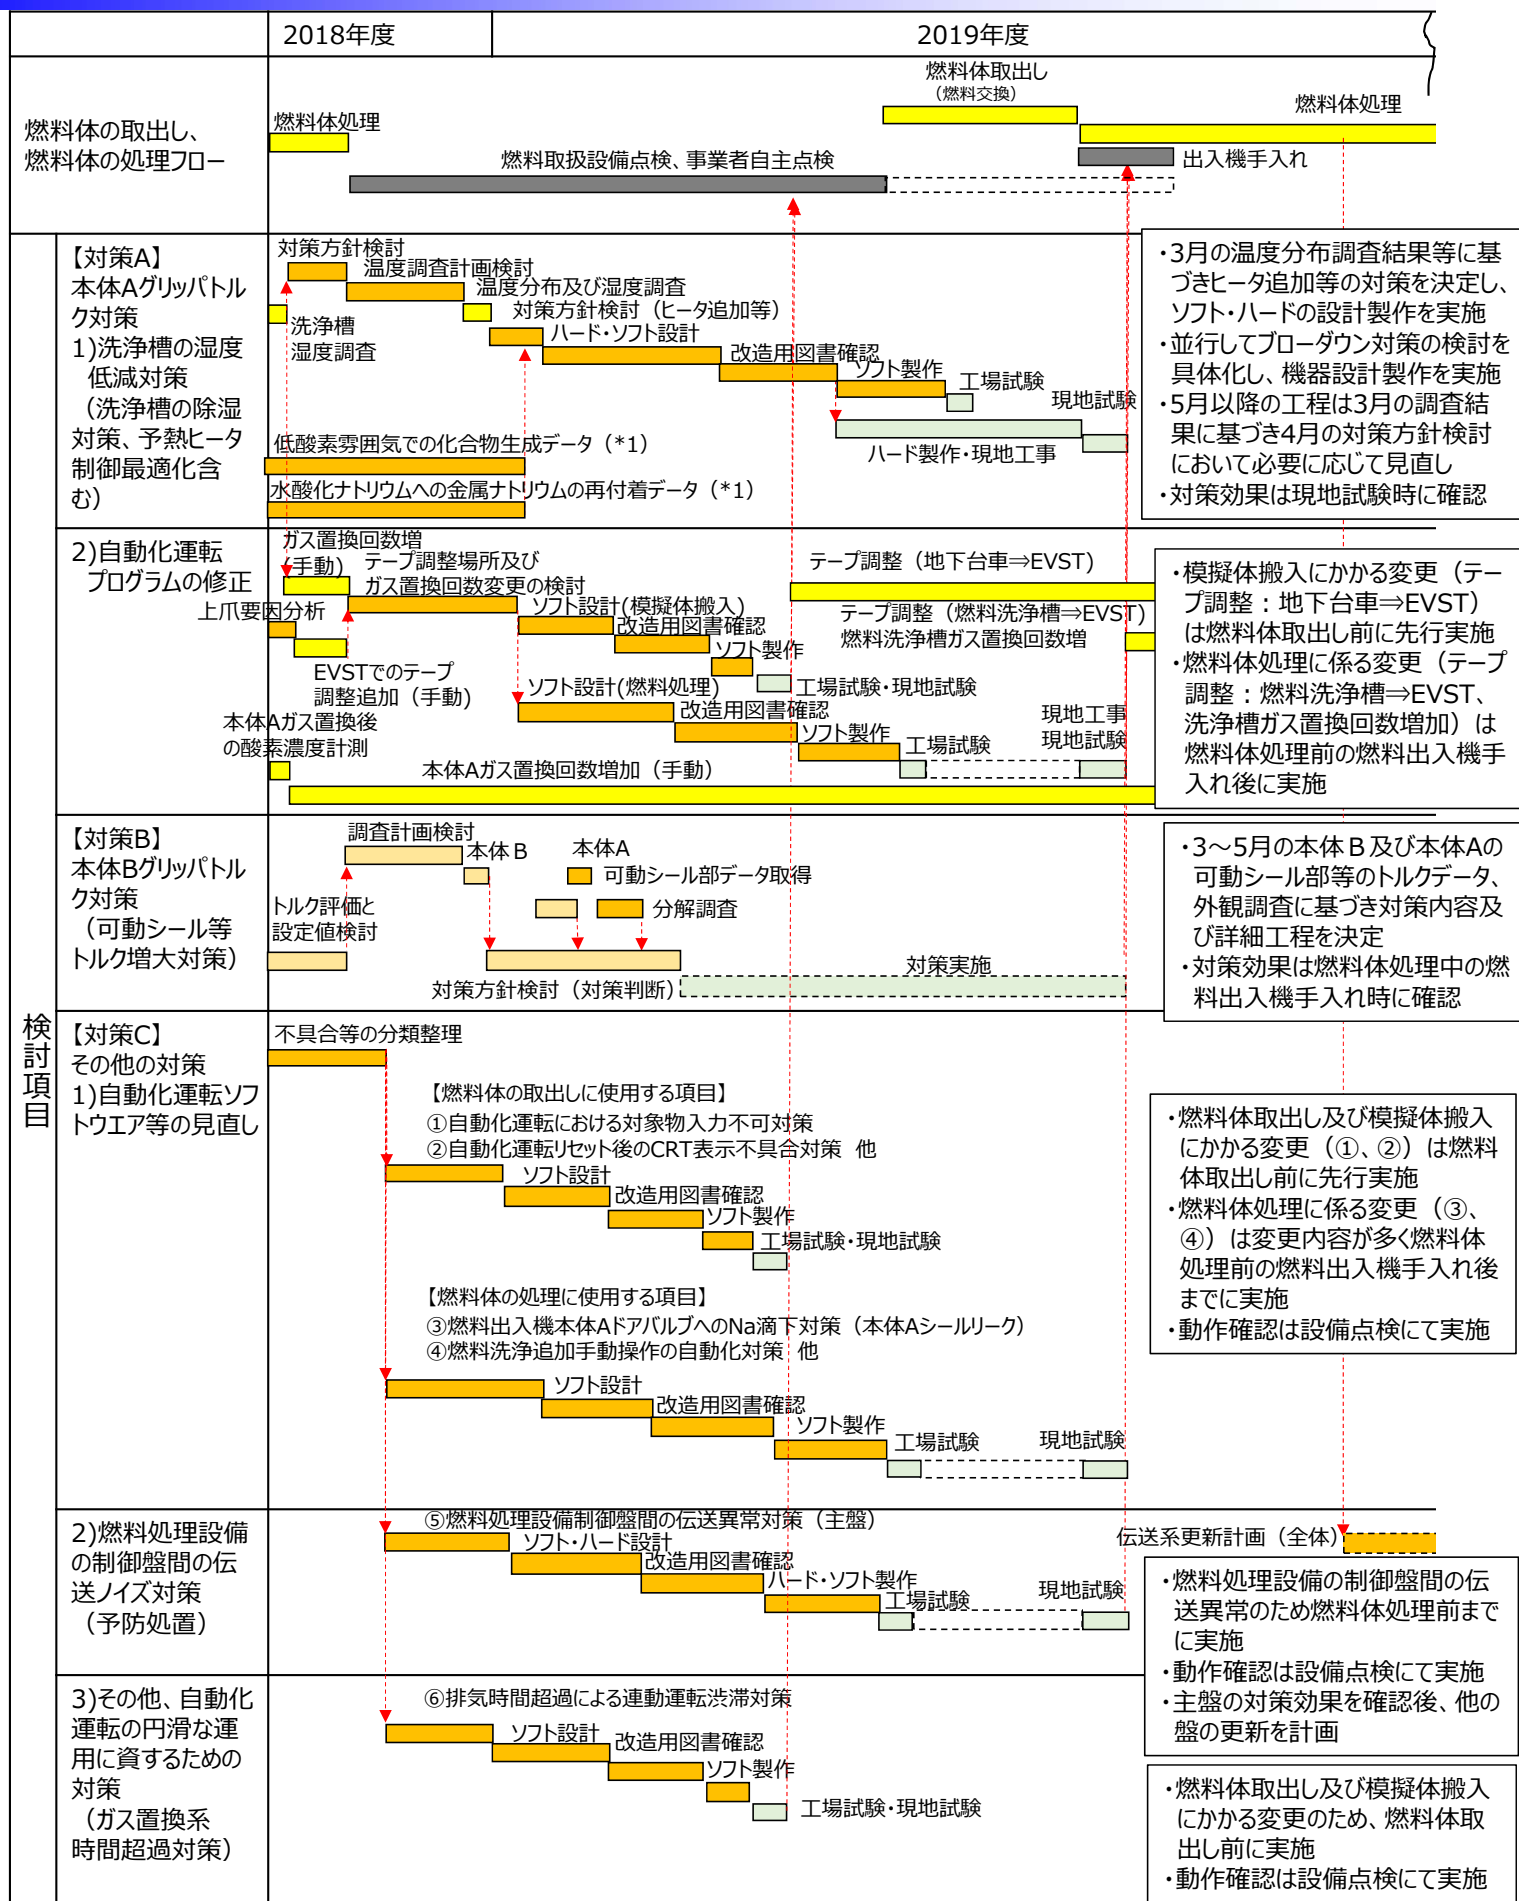 2018年度
2019年度
燃料体の取出し、
燃料体の処理フロー
燃料体処理
燃料体取出し
（燃料交換）
燃料体処理
燃料取扱設備点検、事業者自主点検
出入機手入れ
検討項目
【対策A】
本体Aグリッパトル
ク対策
1)洗浄槽の湿度
低減対策
（洗浄槽の除湿
対策、予熱ヒータ
制御最適化含
む）
対策方針検討
温度調査計画検討
温度分布及び湿度調査
洗浄槽
湿度調査
対策方針検討（ヒータ追加等）
ハード・ソフト設計
改造用図書確認
ソフト製作
工場試験
現地試験
ハード製作・現地工事
低酸素雰囲気での化合物生成データ（*1）
水酸化ナトリウムへの金属ナトリウムの再付着データ（*1）
・3月の温度分布調査結果等に基
づきヒータ追加等の対策を決定し、
ソフト・ハードの設計製作を実施
・並行してブローダウン対策の検討を
具体化し、機器設計製作を実施
・5月以降の工程は3月の調査結
果に基づき4月の対策方針検討
において必要に応じて見直し
・対策効果は現地試験時に確認
2)自動化運転
プログラムの修正
ガス置換回数増
（手動）
テープ調整場所及び
ガス置換回数変更の検討
上爪要因分析
EVSTでのテープ
調整追加（手動）
ソフト設計(模擬体搬入)
改造用図書確認
ソフト製作
工場試験・現地試験
テープ調整（地下台車⇒EVST）
テープ調整（燃料洗浄槽⇒EVST）
燃料洗浄槽ガス置換回数増
ソフト設計(燃料処理)
改造用図書確認
ソフト製作
工場試験
現地工事
現地試験
本体Aガス置換後
の酸素濃度計測
本体Aガス置換回数増加（手動）
・模擬体搬入にかかる変更（テー
プ調整：地下台車⇒EVST）
は燃料体取出し前に先行実施
・燃料体処理に係る変更（テープ
調整：燃料洗浄槽⇒EVST、
洗浄槽ガス置換回数増加）は
燃料体処理前の燃料出入機手
入れ後に実施
【対策B】
本体Bグリッパトル
ク対策
（可動シール等
トルク増大対策）
調査計画検討
本体Ｂ
本体A
可動シール部データ取得
トルク評価と
設定値検討
分解調査
対策方針検討（対策判断）
対策実施
・3～5月の本体Ｂ及び本体Aの
可動シール部等のトルクデータ、
外観調査に基づき対策内容及
び詳細工程を決定
・対策効果は燃料体処理中の燃
料出入機手入れ時に確認
【対策C】
その他の対策
1)自動化運転ソフ
トウエア等の見直し
不具合等の分類整理
【燃料体の取出しに使用する項目】
①自動化運転における対象物入力不可対策
②自動化運転リセット後のCRT表示不具合対策 他
ソフト設計
改造用図書確認
ソフト製作
工場試験・現地試験
【燃料体の処理に使用する項目】
③燃料出入機本体AドアバルブへのNa滴下対策（本体Aシールリーク）
④燃料洗浄追加手動操作の自動化対策 他
ソフト設計
改造用図書確認
ソフト製作
工場試験
現地試験
・燃料体取出し及び模擬体搬入
にかかる変更（①、②）は燃料
体取出し前に先行実施
・燃料体処理に係る変更（③、
④）は変更内容が多く燃料体
処理前の燃料出入機手入れ後
までに実施
・動作確認は設備点検にて実施
2)燃料処理設備
の制御盤間の伝
送ノイズ対策
（予防処置）
⑤燃料処理設備制御盤間の伝送異常対策（主盤）
ソフト・ハード設計
改造用図書確認
ハード・ソフト製作
工場試験
現地試験
伝送系更新計画（全体）
・燃料処理設備の制御盤間の伝
送異常のため燃料体処理前まで
に実施
・動作確認は設備点検にて実施
・主盤の対策効果を確認後、他の
盤の更新を計画
3)その他、自動化
運転の円滑な運
用に資するための
対策
（ガス置換系
時間超過対策）
⑥排気時間超過による連動運転渋滞対策
ソフト設計
改造用図書確認
ソフト製作
工場試験・現地試験
・燃料体取出し及び模擬体搬入
にかかる変更のため、燃料体取
出し前に実施
・動作確認は設備点検にて実施